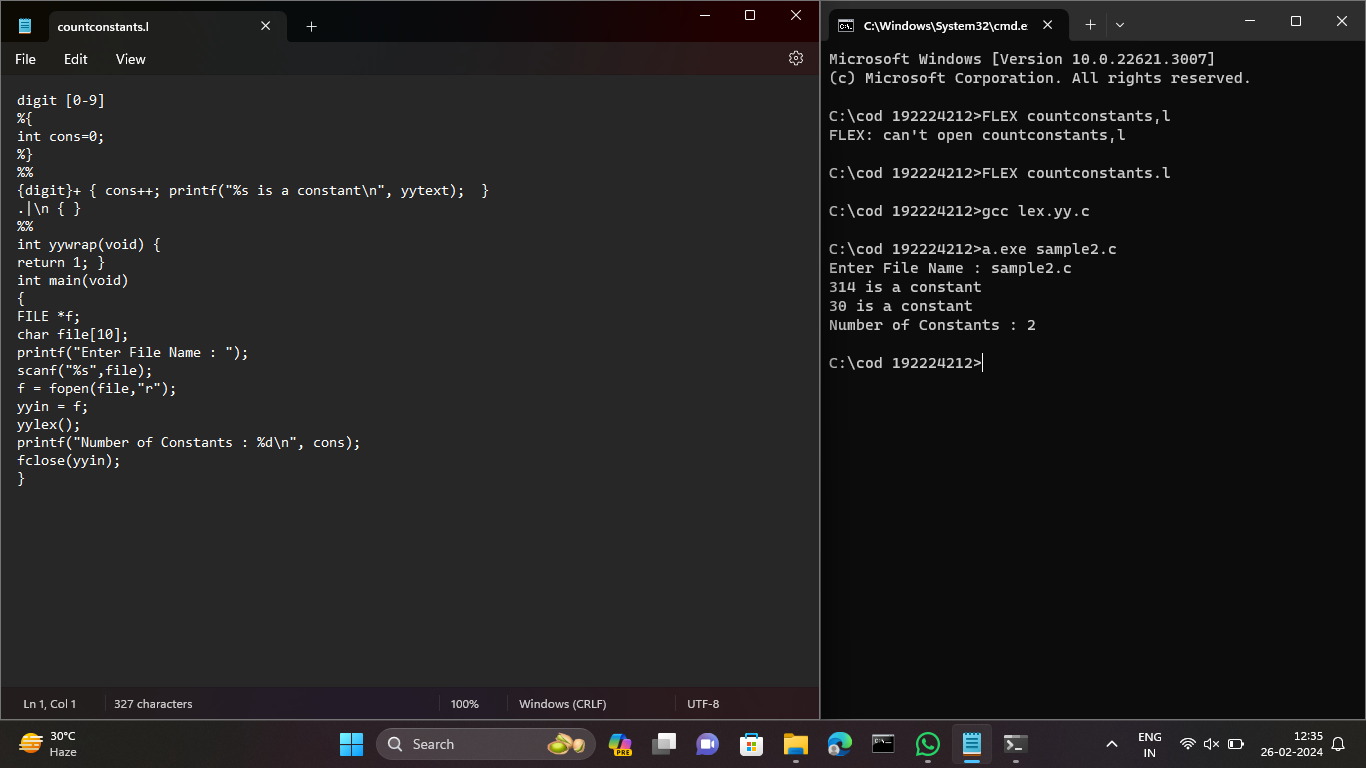 countconstants.l
File Edit View
digit [0-9]
%{
int cons=0;
%}
%%
{digit}+ { cons++; printf("%s is a constant\n", yytext);  }
.|\n { }
%%
int yywrap(void) {
return 1; }
int main(void)
{
FILE *f;
char file[10];
printf("Enter File Name : ");
scanf("%s",file);
f = fopen(file,"r");
yyin = f;
yylex();
printf("Number of Constants : %d\n", cons);
fclose(yyin);
}
Ln 1, Col 1 327 characters 100% Windows (CRLF) UTF-8
C:\Windows\System32\cmd.e
Microsoft Windows [Version 10.0.22621.3007]
(c) Microsoft Corporation. All rights reserved.
C:\cod 192224212>FLEX countconstants,l
FLEX: can't open countconstants,l
C:\cod 192224212>FLEX countconstants.l
C:\cod 192224212>gcc lex.yy.c
C:\cod 192224212>a.exe sample2.c
Enter File Name : sample2.c
314 is a constant
30 is a constant
Number of Constants : 2
C:\cod 192224212>
30°C
Haze
Search
PRE
ENG
IN
12:35
26-02-2024